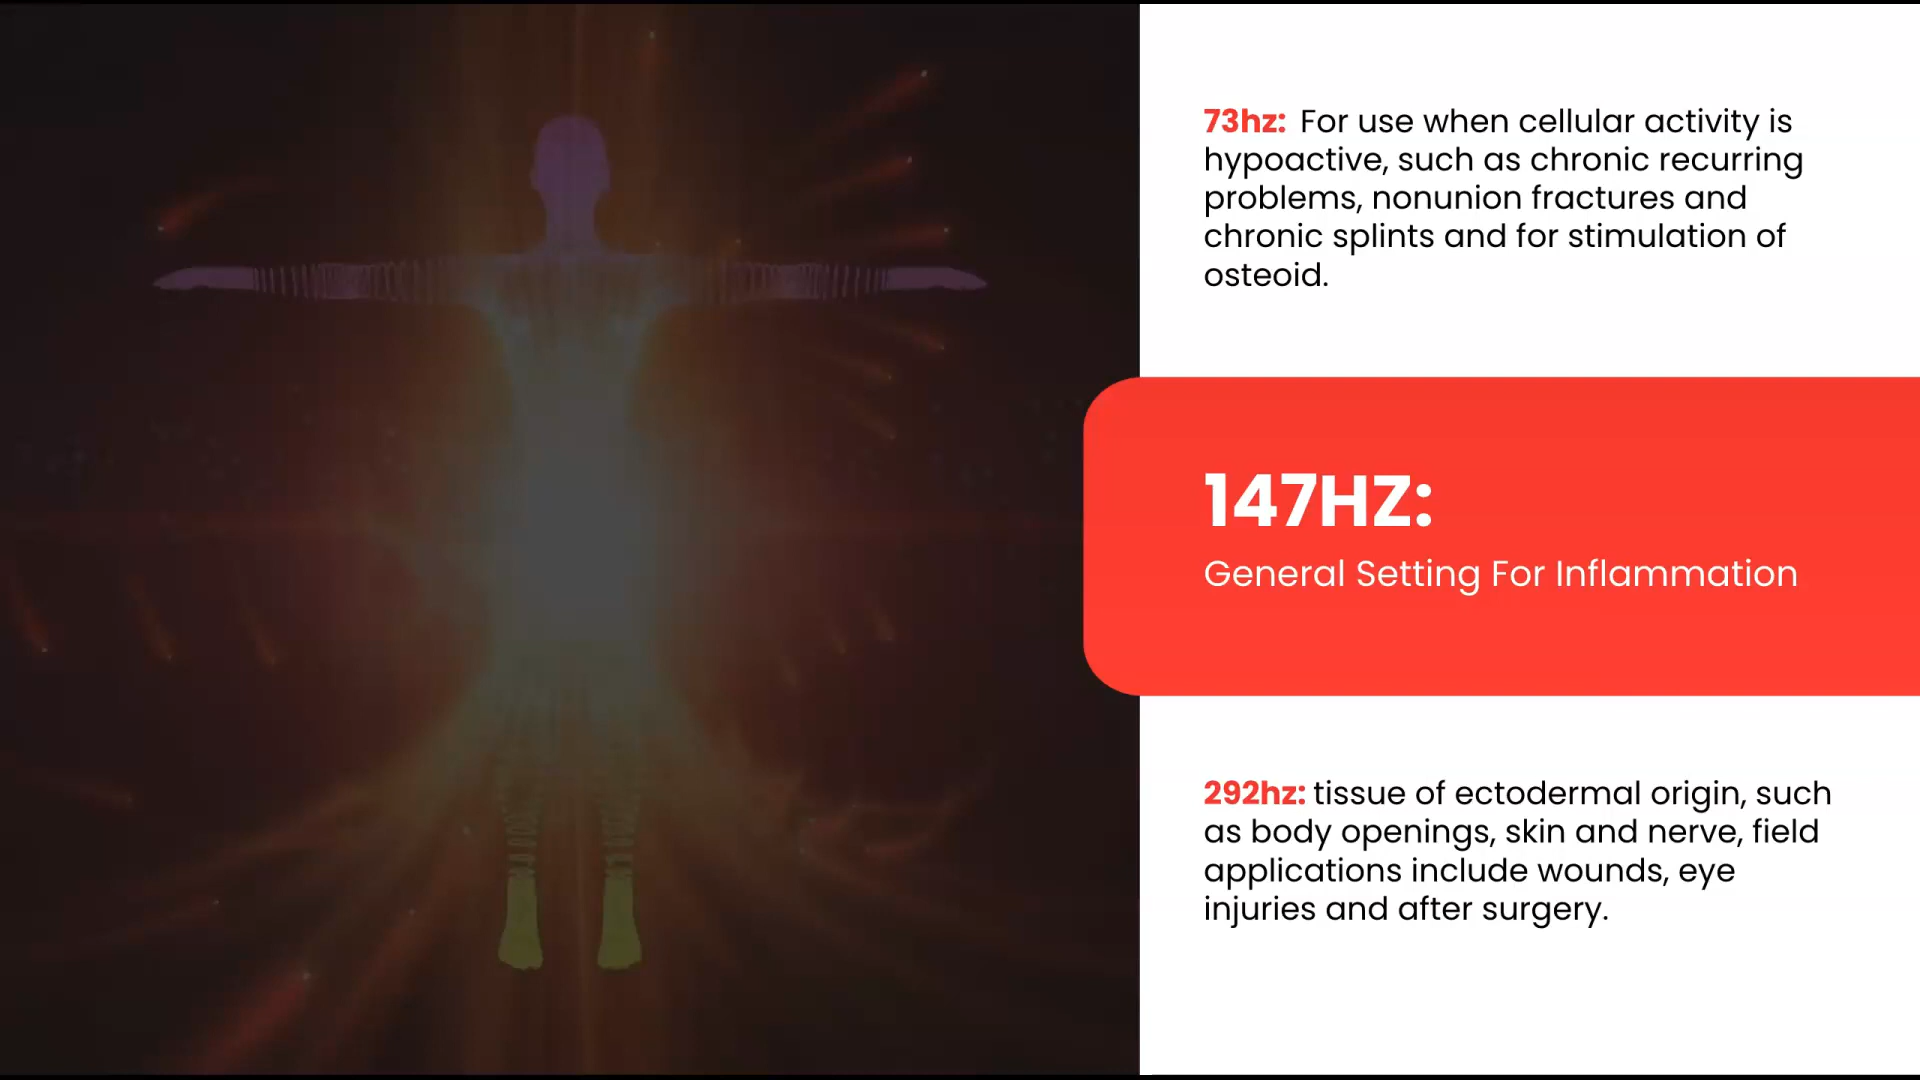 73hz: For use when cellular activity is
hypoactive, such as chronic recurring
problems, nonunion fractures and
chronic splints and for stimulation of
osteoid.
147HZ:
General Setting For Inflammation
292hz: tissue of ectodermal origin, such
as body openings, skin and nerve, field
applications include wounds, eye
injuries and after surgery.